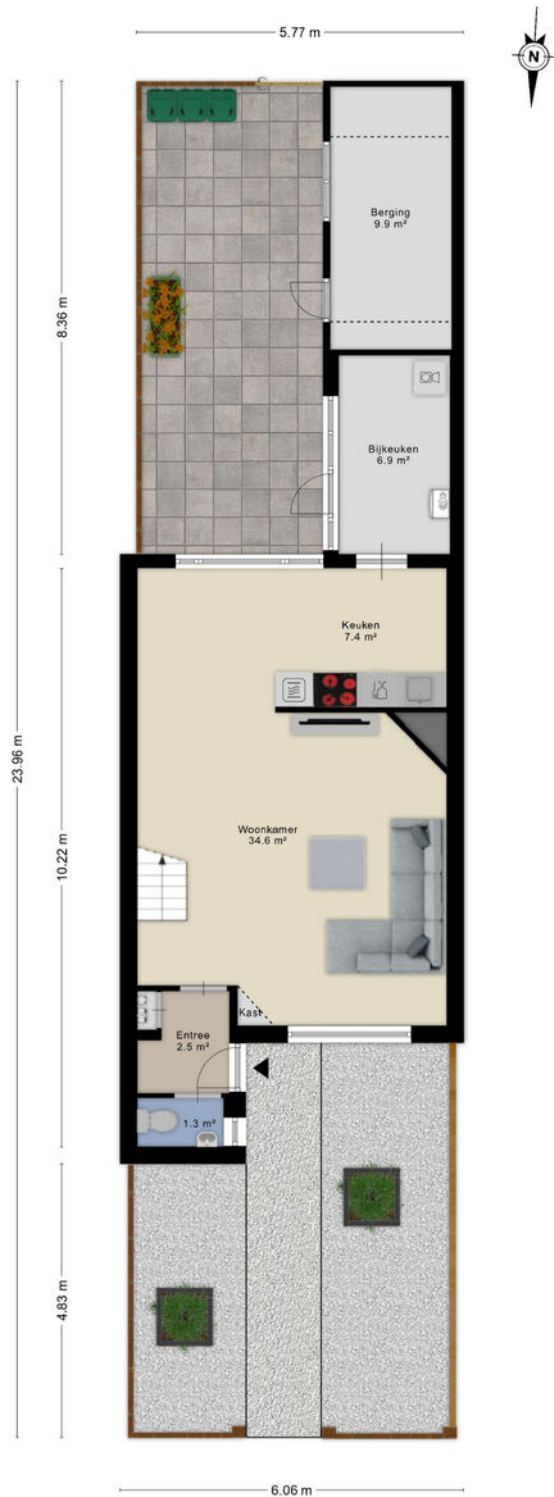 5.77 m
N
Berging
9.9 m²
8.36 m
Bijkeuken
6.9 m²
Keuken
7.4 m²
23.96 m
10.22 m
Woonkamer
34.6 m²
Kast
Entree
2.5 m²
1.3 m²
4.83 m
6.06 m